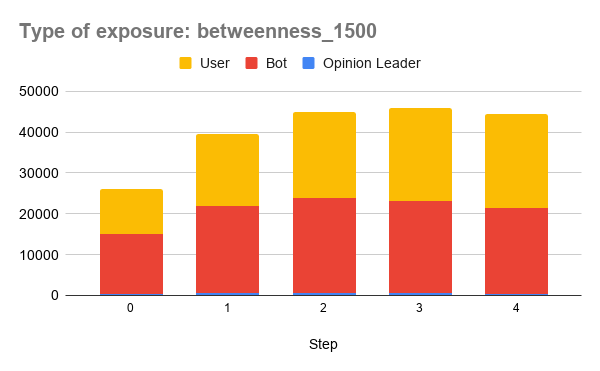 Type of exposure: betweenness_1500
User Bot Opinion Leader
50000
40000
30000
20000
10000
0
0 1 2 3 4
Step